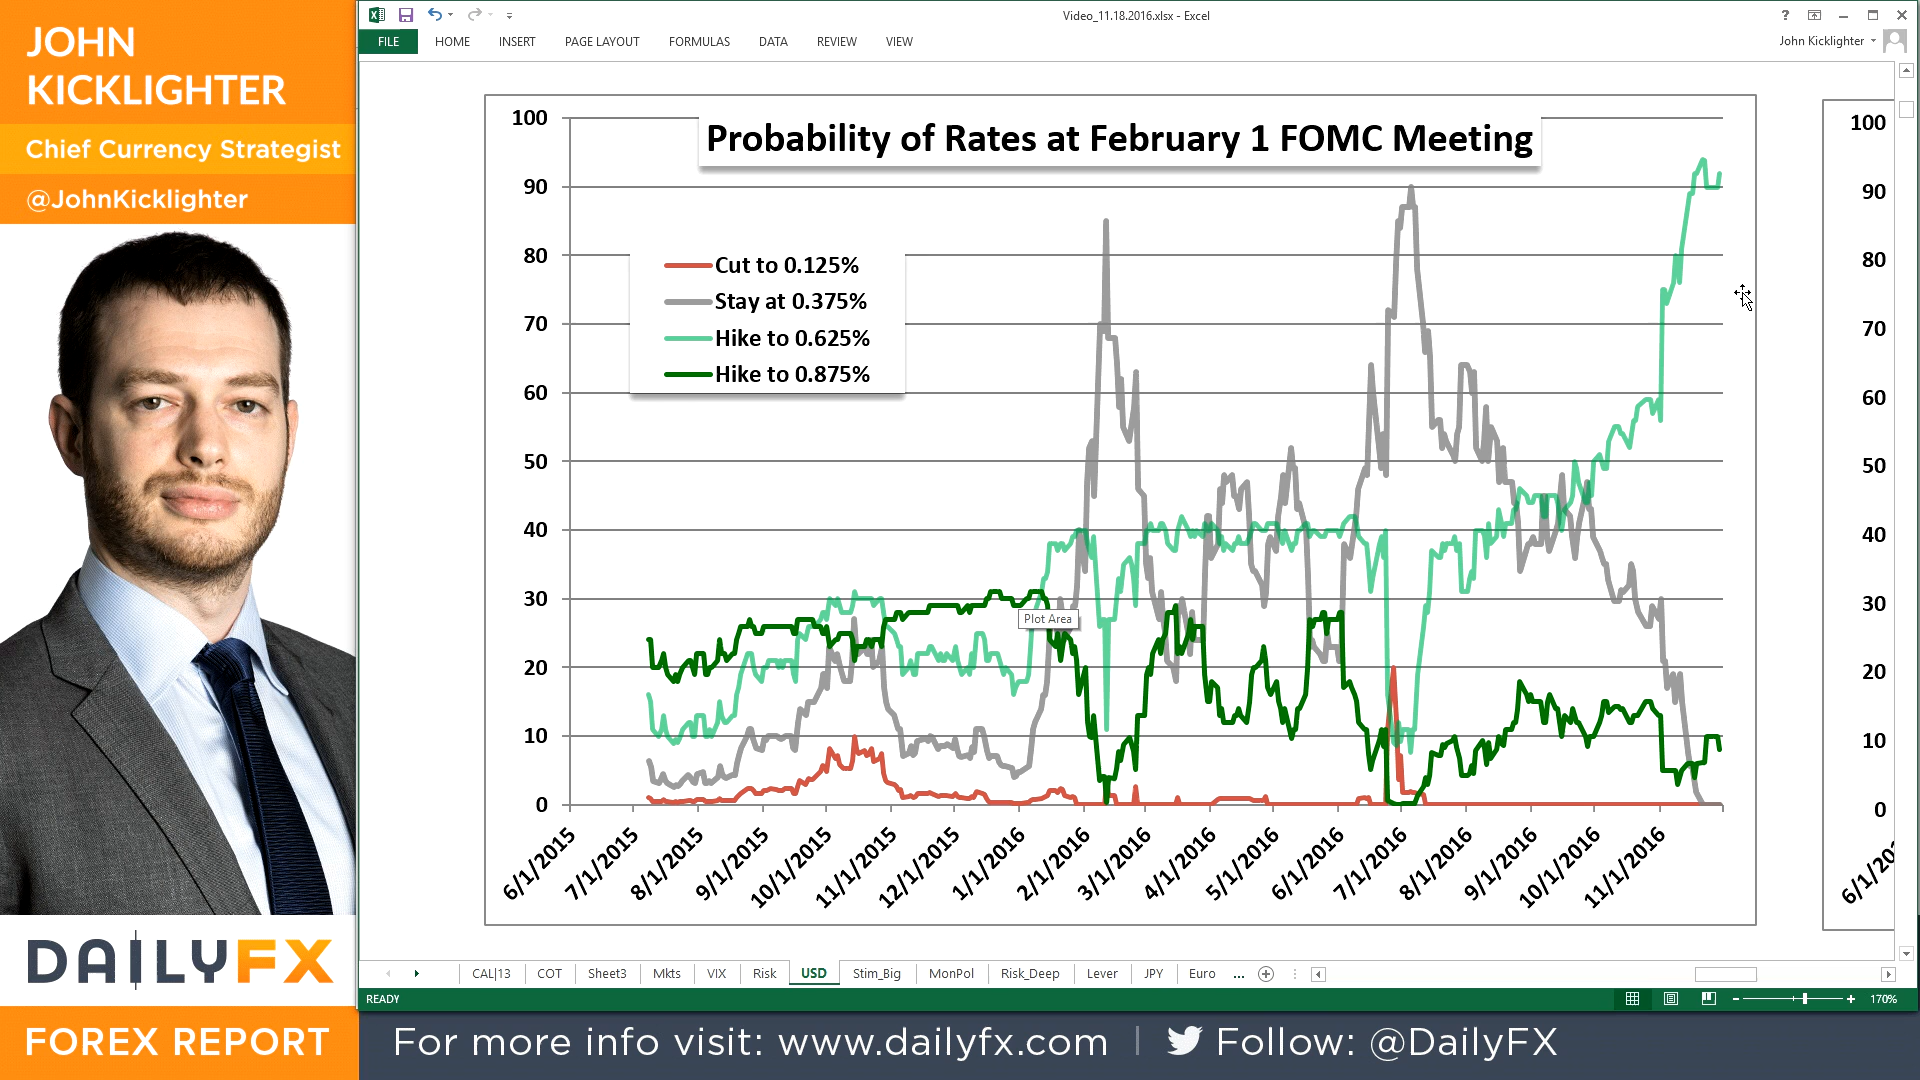 JOHN
KICKLIGHTER
Chief Currency Strategist
@JohnKicklighter
DAILYFX
FOREX REPORT
Video_11.18.2016.xlsx - Excel
?
FILE HOME INSERT PAGE LAYOUT FORMULAS DATA REVIEW VIEW
John Kicklighter
Probability of Rates at February 1 FOMC Meeting
100
90
80
70
60
50
40
30
20
10
0
Cut to 0.125%
Stay at 0.375%
Hike to 0.625%
Hike to 0.875%
Plot Area
6/1/2015 7/1/2015 8/1/2015 9/1/2015 10/1/2015 11/1/2015 12/1/2015 1/1/2016 2/1/2016 3/1/2016 4/1/2016 5/1/2016 6/1/2016 7/1/2016 8/1/2016 9/1/2016 10/1/2016 11/1/2016
100
90
80
70
60
50
40
30
20
10
0
6/1/20
CAL|13 COT Sheet3 Mkts VIX Risk USD Stim_Big MonPol Risk_Deep Lever JPY Euro ...
READY
170%
For more info visit: www.dailyfx.com | Follow: @DailyFX